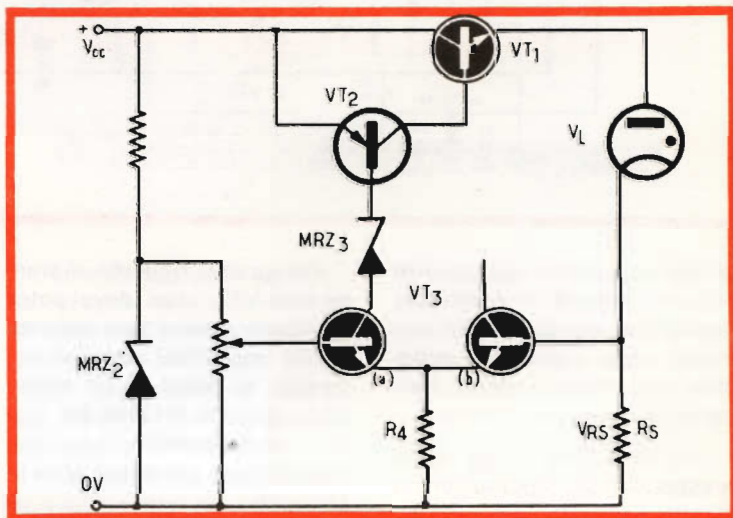 +
Vcc
VT1
VT2
VL
MRZ3
VT3
MRZ2
(a)
(b)
R4
VRS
RS
0V